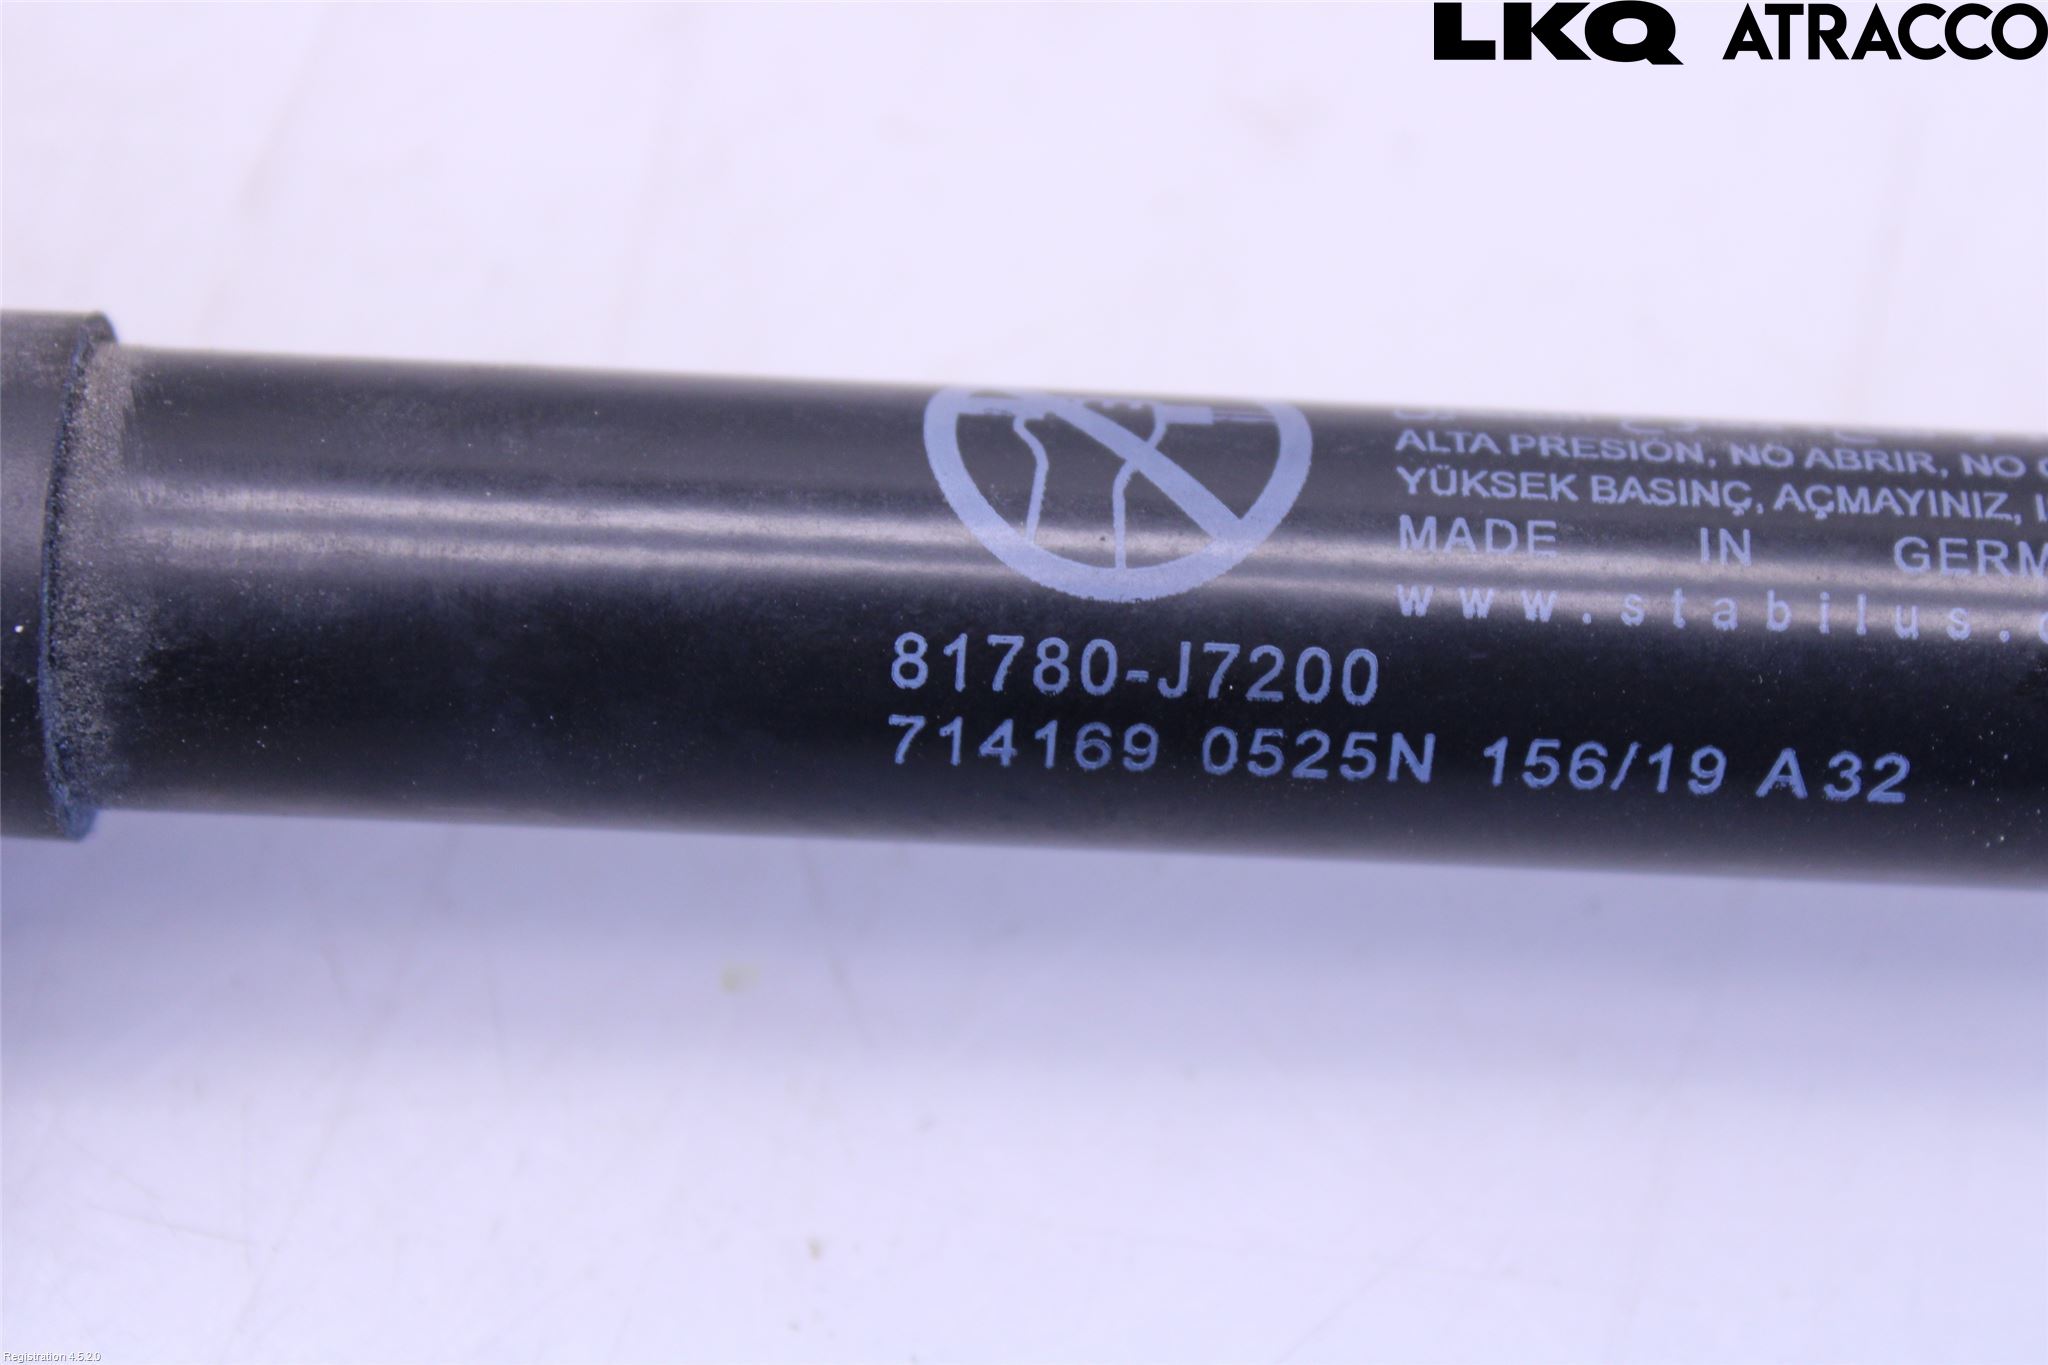 LKQ ATRACCO
ALTA PRESIÓN, NO ABRIR, NO
YÜKSEK BASINÇ, AÇMAYINIZ,
MADE IN GERM
www.stabilus.
81780-J7200
714169 0525N 156/19 A32
Registration 4.5.2.0